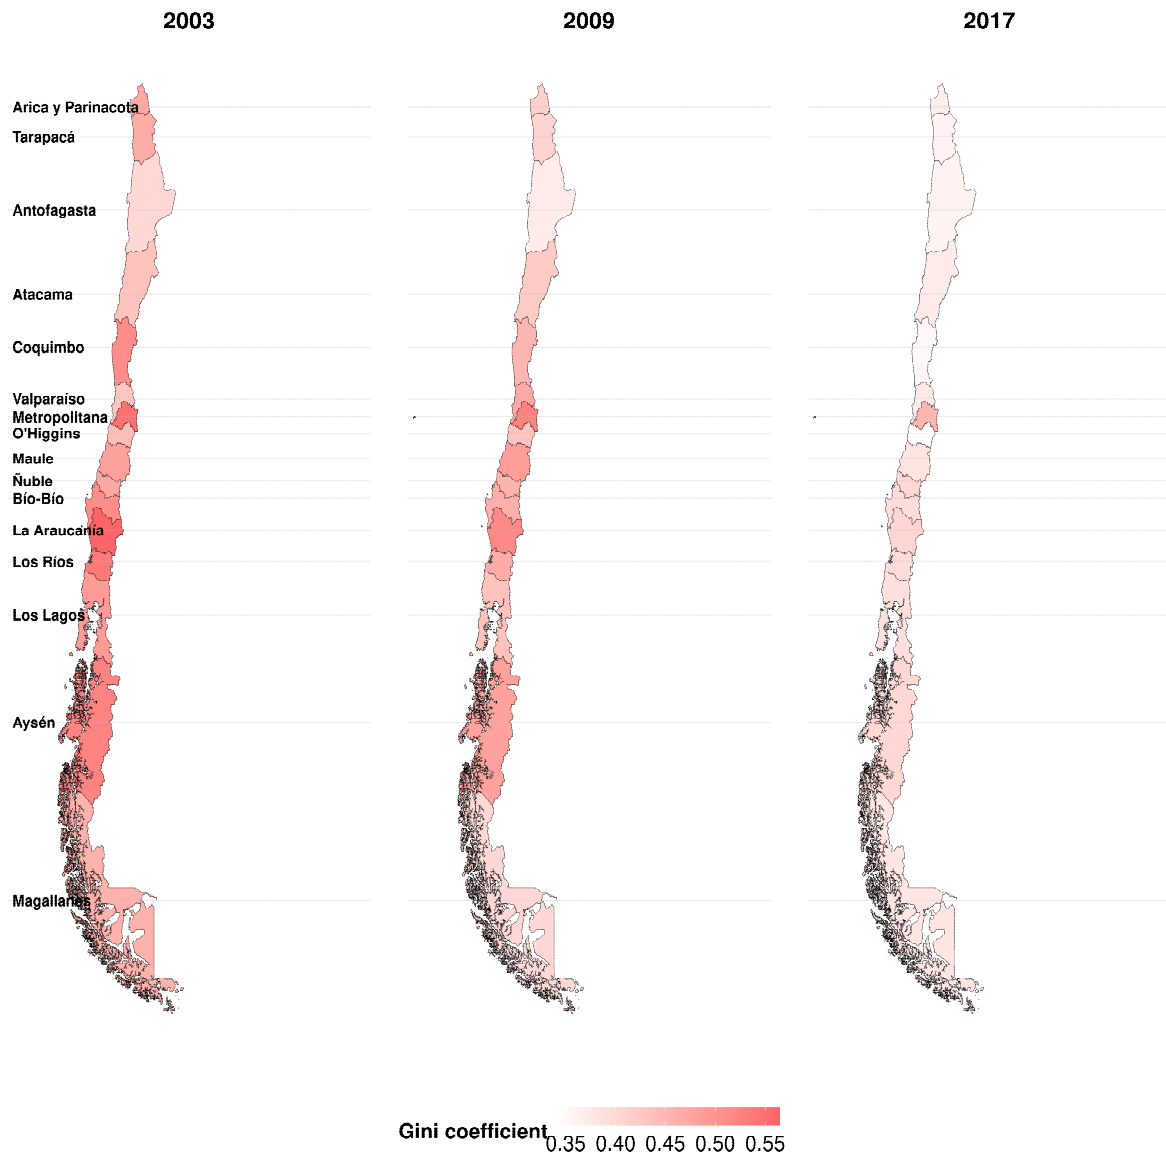 2003 2009 2017
Arica y Parinacota
Tarapacá
Antofagasta
Atacama
Coquimbo
Valparaíso
Metropolitana
O'Higgins
Maule
Ñuble
Bío-Bío
La Araucanía
Los Ríos
Los Lagos
Aysén
Magallanes
Gini coefficient
0.35 0.40 0.45 0.50 0.55